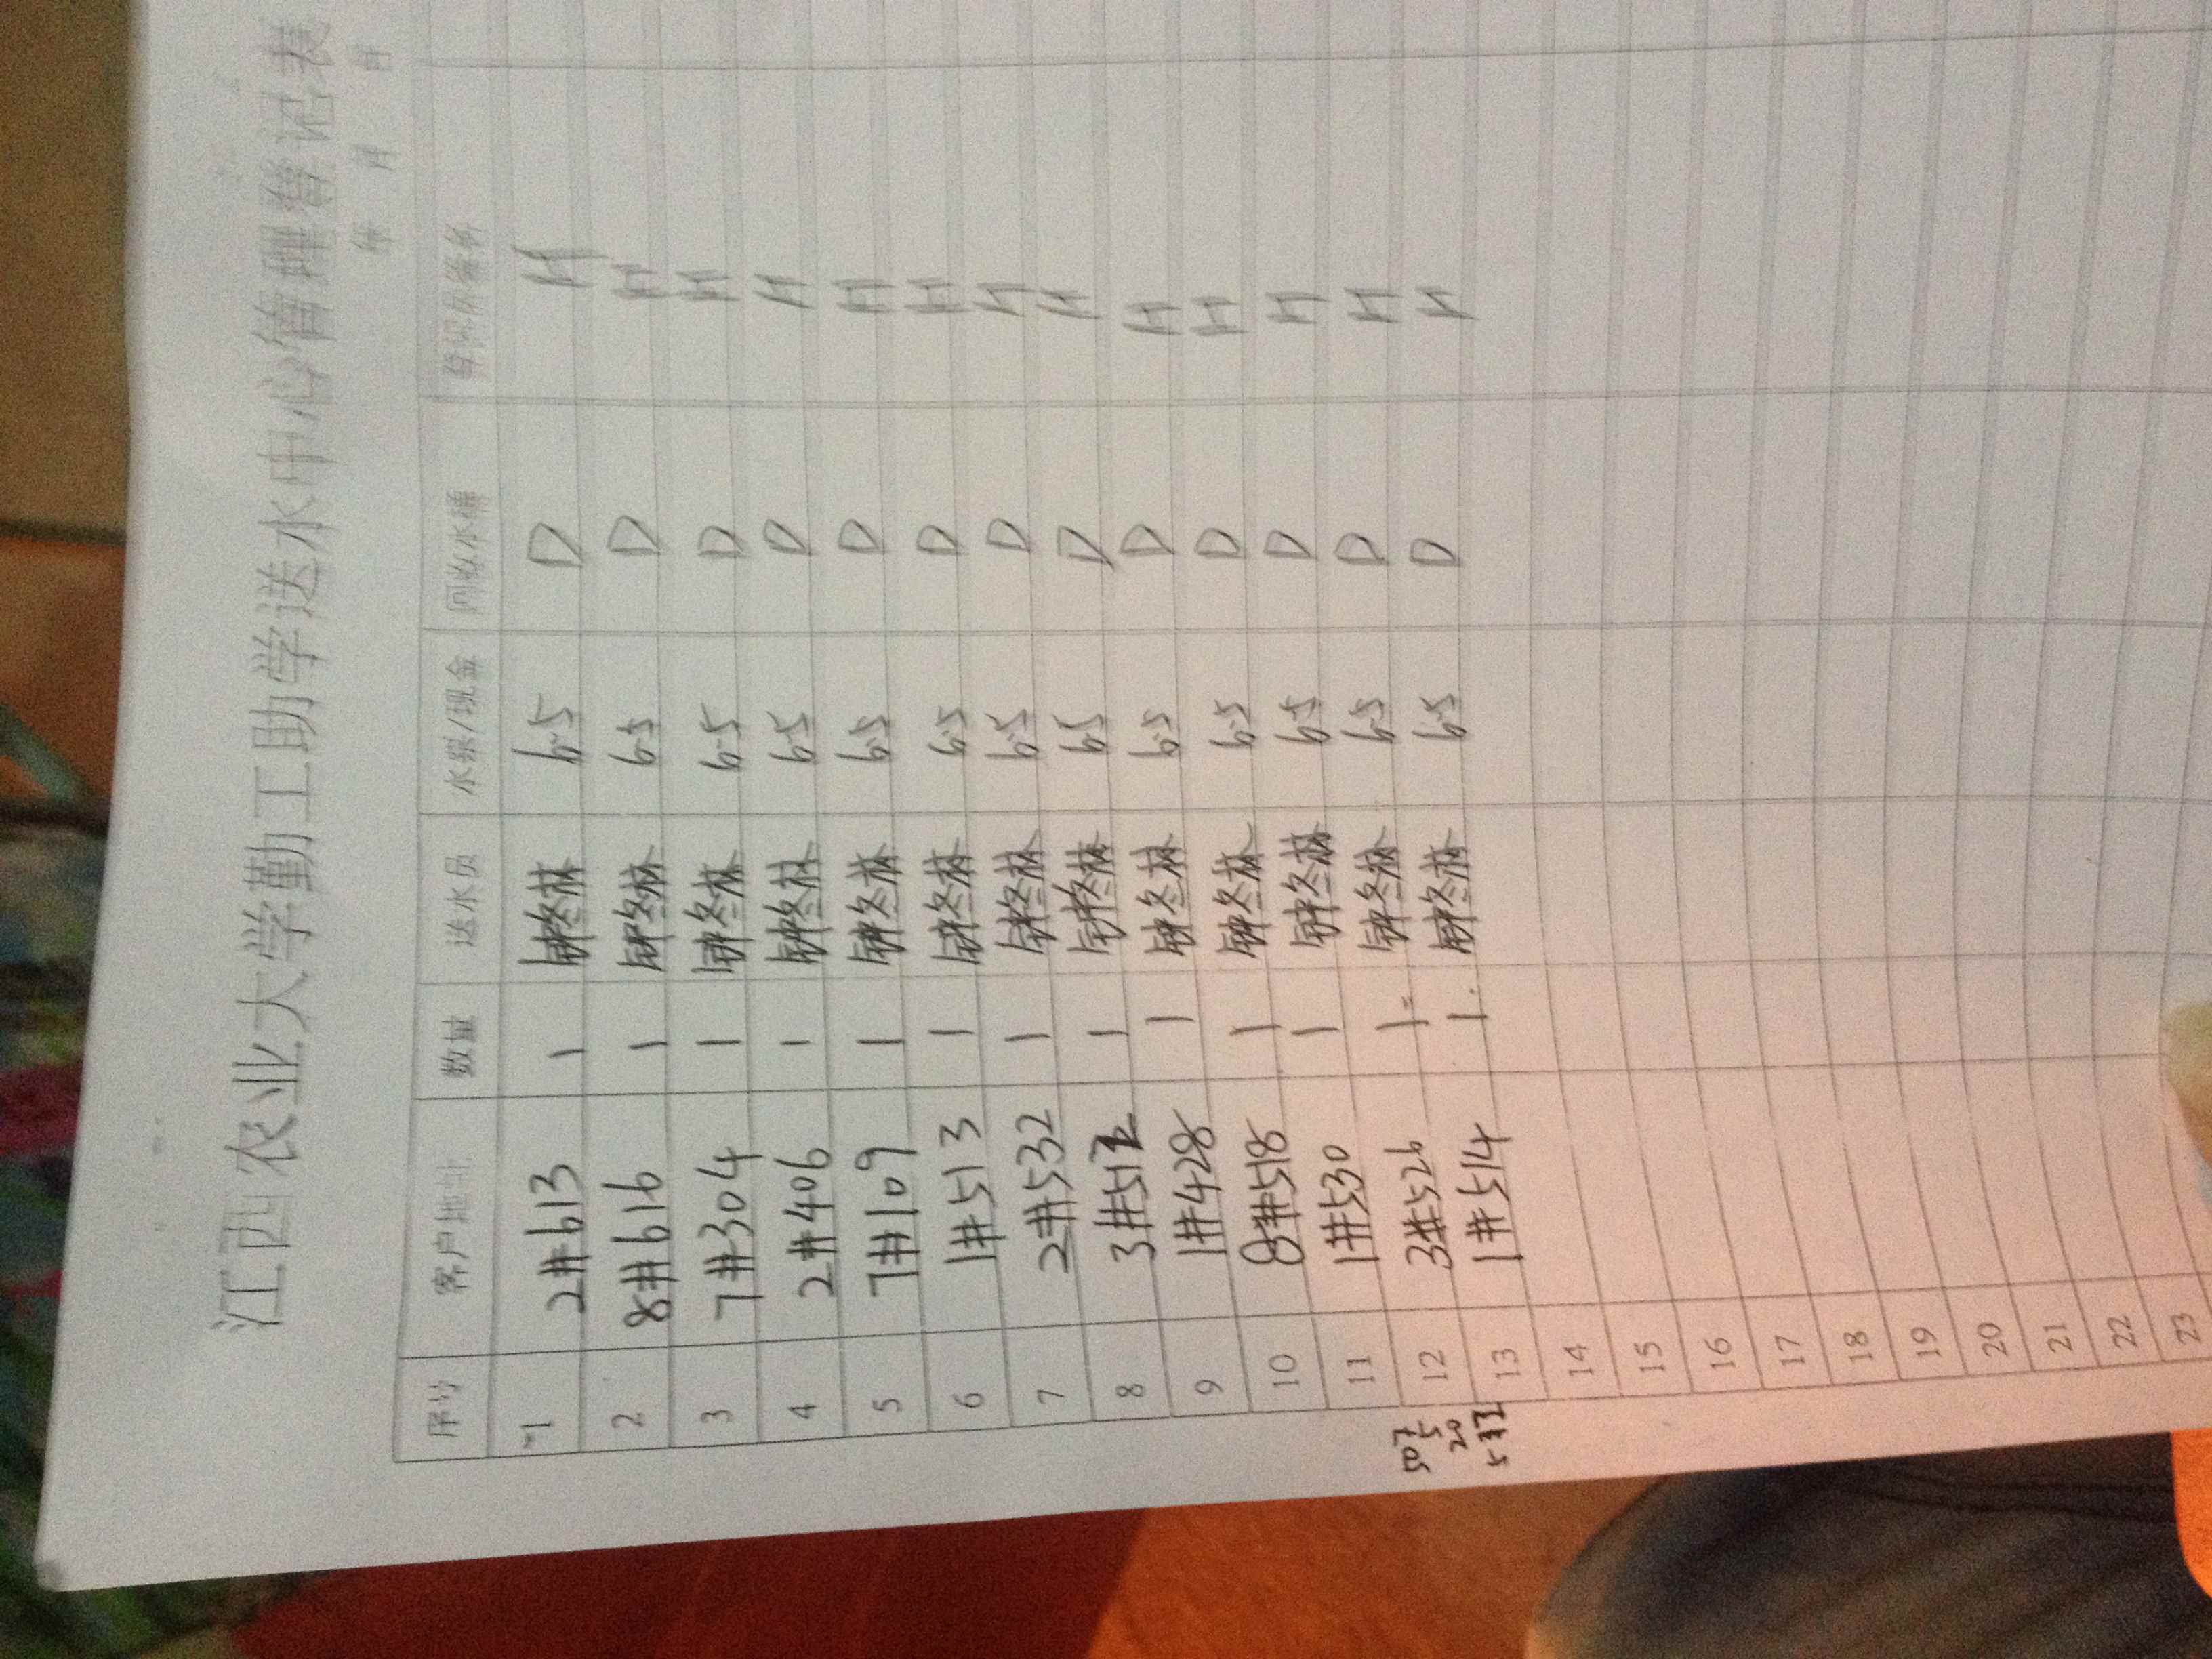 江西农业大学勤工助学送水中心管理登记表
年 月 日
序号 客户地址 数量 送水员 水票/现金 回收水桶 登记员签名
1 2#613 1 钟冬林 6.5 D H
2 8#616 1 钟冬林 6.5 D H
3 7#304 1 钟冬林 6.5 D H
4 2#406 1 钟冬林 6.5 D H
5 7#109 1 钟冬林 6.5 D H
6 1#513 1 钟冬林 6.5 D H
7 2#532 1 钟冬林 6.5 D H
8 3#512 1 钟冬林 6.5 D H
9 1#428 1 钟冬林 6.5 D H
10 8#518 1 钟冬林 6.5 D H
11 1#530 1 钟冬林 6.5 D H
507
5
20
12 3#526 1 钟冬林 6.5 D H
13 1#514 1 钟冬林 6.5 D H
14
15
16
17
18
19
20
21
22
23